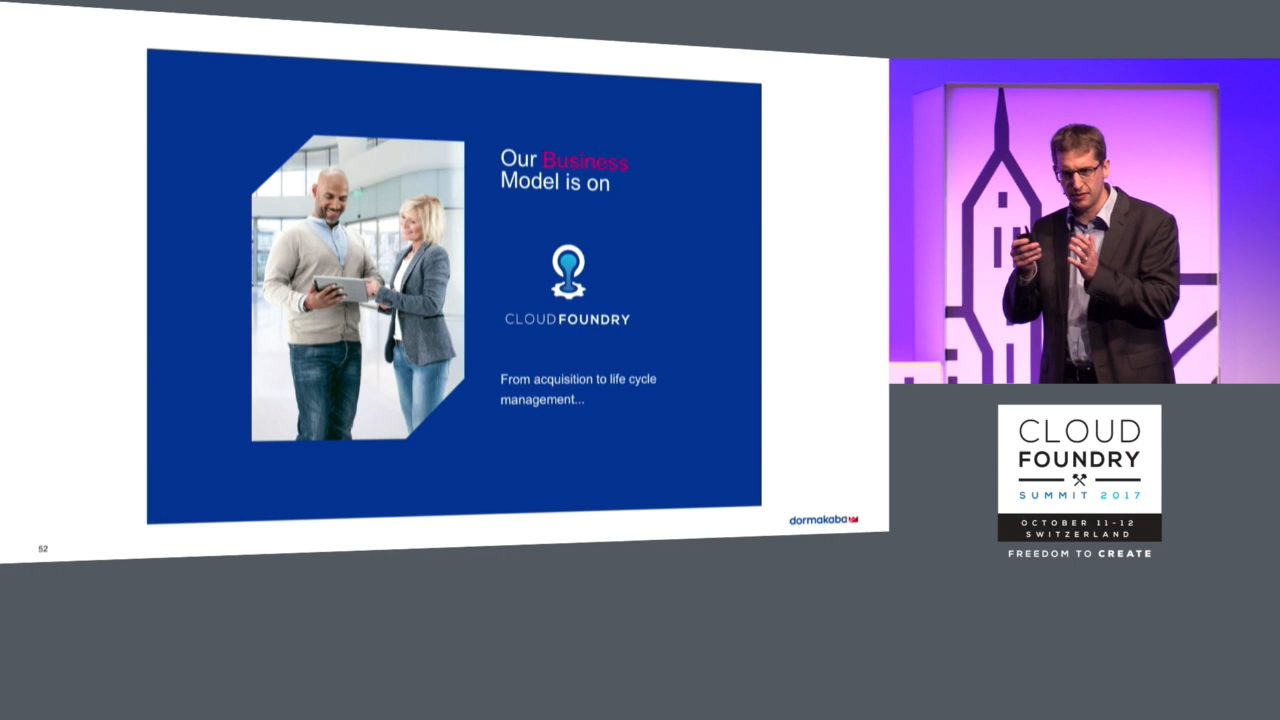 Our Business
Model is on
CLOUDFOUNDRY
From acquisition to life cycle
management...
dormakaba
52
CLOUD
FOUNDRY
SUMMIT 2017
OCTOBER 11-12
SWITZERLAND
FREEDOM TO CREATE